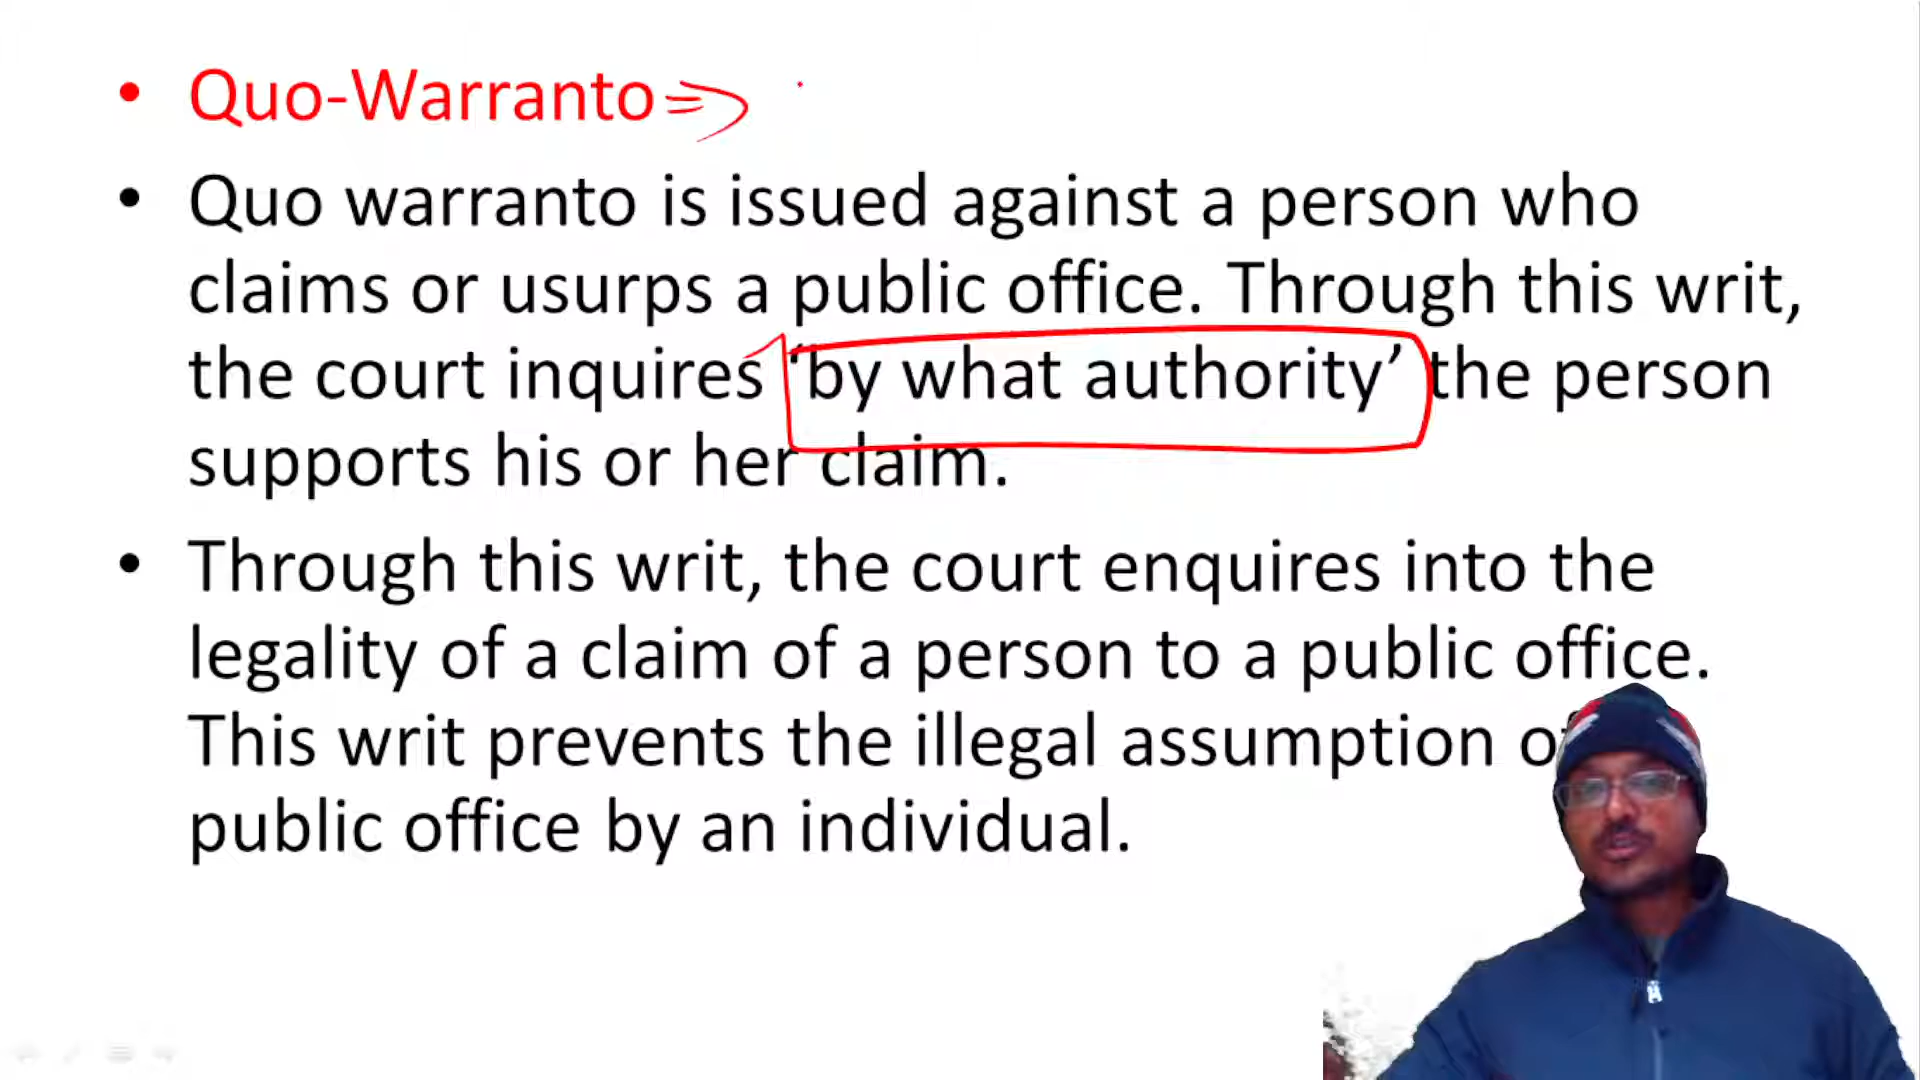 • Quo-Warranto ⇒
• Quo warranto is issued against a person who
claims or usurps a public office. Through this writ,
the court inquires ‘by what authority’ the person
supports his or her claim.
• Through this writ, the court enquires into the
legality of a claim of a person to a public office.
This writ prevents the illegal assumption
public office by an individual.